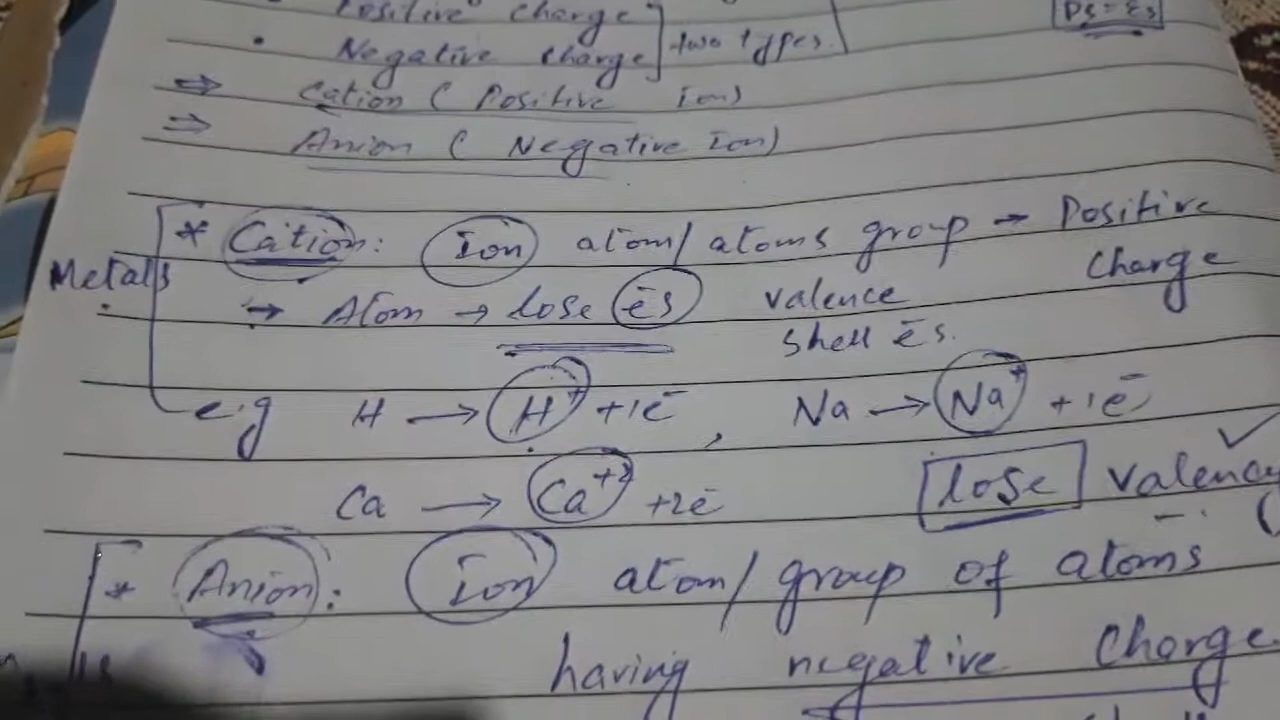 Positive charge
• Negative charge] two types.
Ps = es
⇒ Cation ( Positive Ion)
⇒ Anion ( Negative Ion)
* Cation: Ion atom/ atoms group → Positive charge
Metals
→ Atom → lose ēs valence shell ēs.
e.g H → H⁺ + 1ē , Na → Na⁺ + 1ē
Ca → Ca⁺² + 2ē lose valency
* Anion: Ion atom/ group of atoms
having negative charge